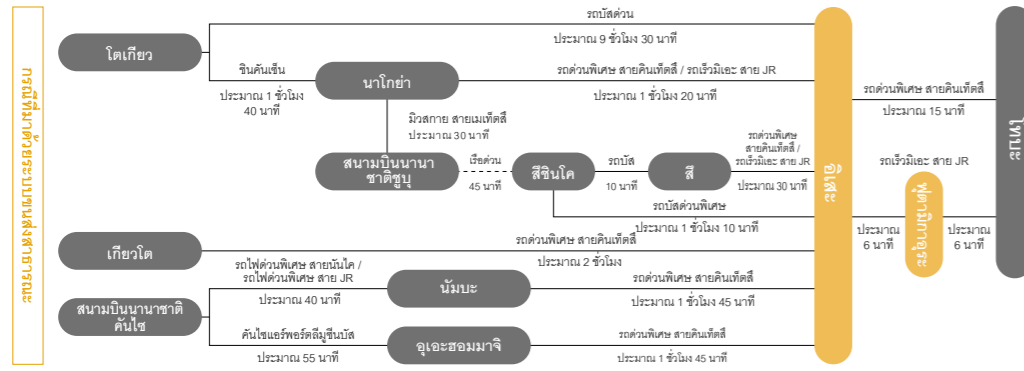 กรณีที่มาด้วยระบบขนส่งสาธารณะ
โตเกียว
รถบัสด่วน
ประมาณ 9 ชั่วโมง 30 นาที
ชินคันเซ็น
ประมาณ 1 ชั่วโมง
40 นาที
นาโกย่า
รถด่วนพิเศษ สายคินเท็ตสึ / รถเร็วมิเอะ สาย JR
ประมาณ 1 ชั่วโมง 20 นาที
มิวสกาย สายเมเท็ตสึ
ประมาณ 30 นาที
สนามบินนานา
ชาติชูบุ
เรือด่วน
45 นาที
สึชินโค
รถบัส
10 นาที
สึ
รถด่วนพิเศษ
สายคินเท็ตสึ /
รถเร็วมิเอะ สาย JR
ประมาณ 30 นาที
รถบัสด่วนพิเศษ
ประมาณ 1 ชั่วโมง 10 นาที
เกียวโต
รถด่วนพิเศษ สายคินเท็ตสึ
ประมาณ 2 ชั่วโมง
สนามบินนานาชาติ
คันไซ
รถไฟด่วนพิเศษ สายนันไค /
รถไฟด่วนพิเศษ สาย JR
ประมาณ 40 นาที
นัมบะ
รถด่วนพิเศษ สายคินเท็ตสึ
ประมาณ 1 ชั่วโมง 45 นาที
คันไซแอร์พอร์ตลีมูซีนบัส
ประมาณ 55 นาที
อุเอะฮอมมาจิ
รถด่วนพิเศษ สายคินเท็ตสึ
ประมาณ 1 ชั่วโมง 45 นาที
อิเสะ
รถด่วนพิเศษ สายคินเท็ตสึ
ประมาณ 15 นาที
รถเร็วมิเอะ สาย JR
ประมาณ
6 นาที
ฟุตามิกาอุระ
ประมาณ
6 นาที
โทบะ